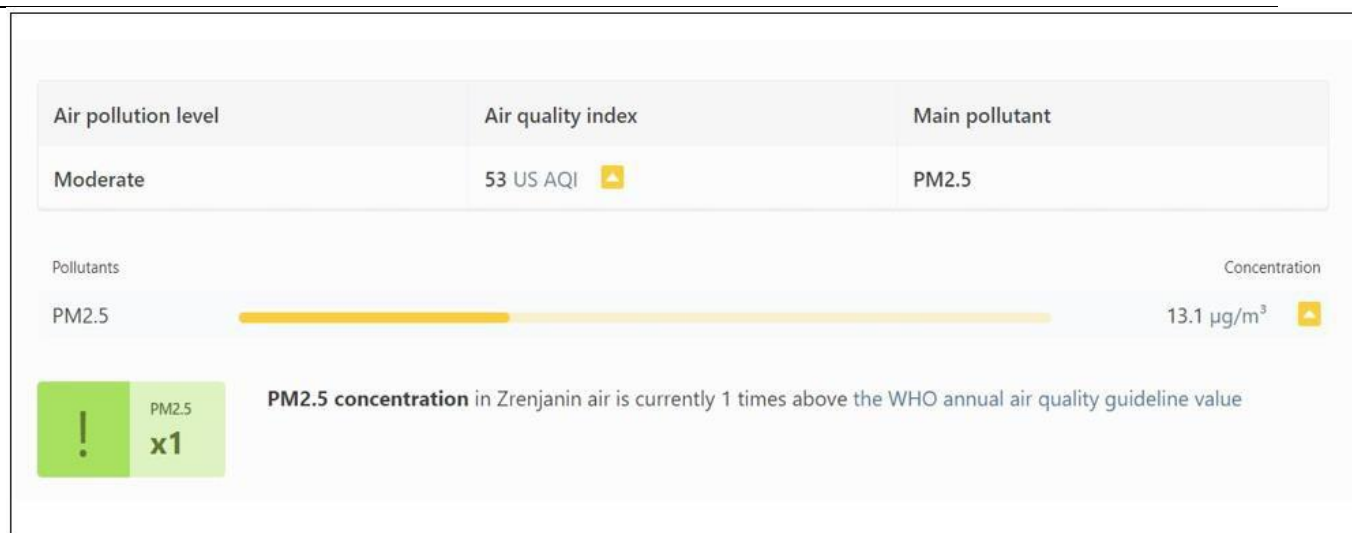 Air pollution level Air quality index Main pollutant
Moderate 53 US AQI PM2.5
Pollutants Concentration
PM2.5 13.1 µg/m³
! PM2.5 x1
PM2.5 concentration in Zrenjanin air is currently 1 times above the WHO annual air quality guideline value